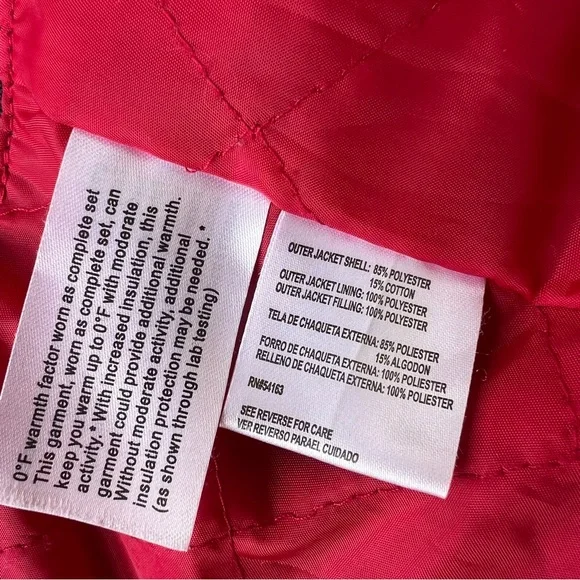 0°F warmth factor worn as complete set
This garment, worn as complete set, can
keep you warm up to 0°F with moderate
activity. * With increased insulation, this
garment could provide additional warmth.
Without moderate activity, additional
insulation protection may be needed. *
(as shown through lab testing)
OUTER JACKET SHELL: 85% POLYESTER
15% COTTON
OUTER JACKET LINING: 100% POLYESTER
OUTER JACKET FILLING: 100% POLYESTER
TELA DE CHAQUETA EXTERNA: 85% POLIESTER
15% ALGODON
FORRO DE CHAQUETA EXTERNA: 100% POLIESTER
RELLENO DE CHAQUETA EXTERNA: 100% POLIESTER
RN#54163
SEE REVERSE FOR CARE
VER REVERSO PARAEL CUIDADO